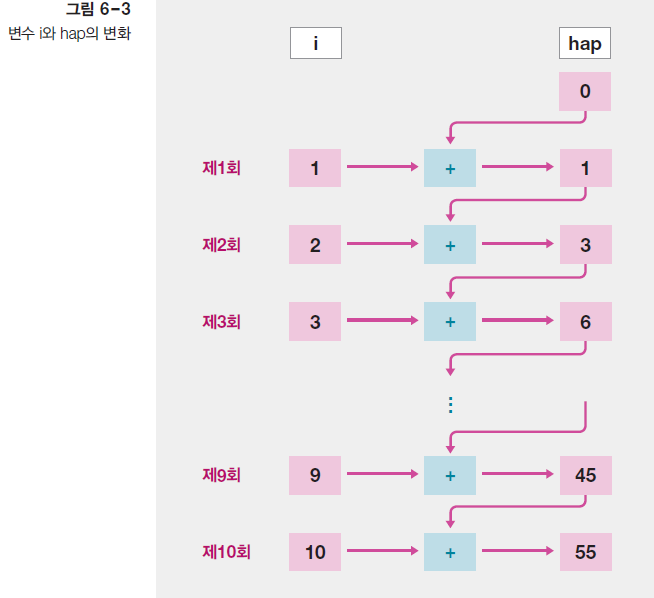 그림 6-3
변수 i와 hap의 변화
i hap
0
제1회 1 + 1
제2회 2 + 3
제3회 3 + 6
⋮
제9회 9 + 45
제10회 10 + 55